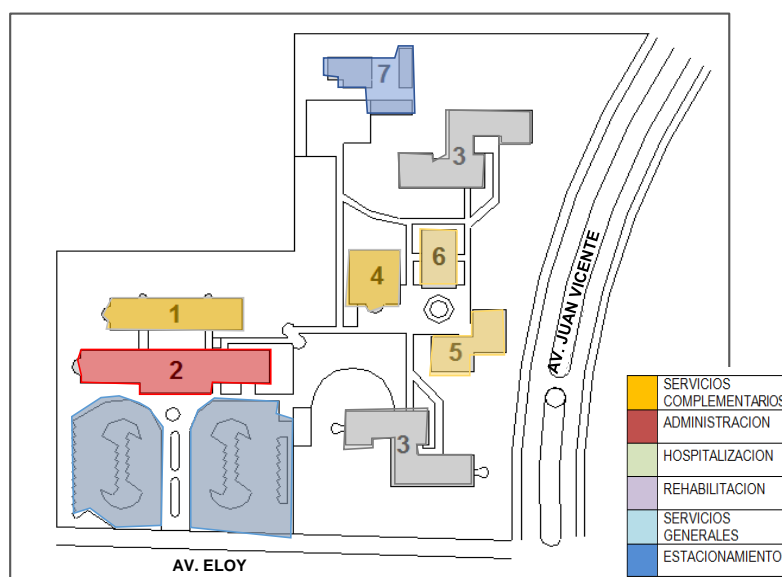 7
3
6
4
1
AV. JUAN VICENTE
5
2
3
AV. ELOY
SERVICIOS
COMPLEMENTARIOS
ADMINISTRACION
HOSPITALIZACION
REHABILITACION
SERVICIOS
GENERALES
ESTACIONAMIENTO